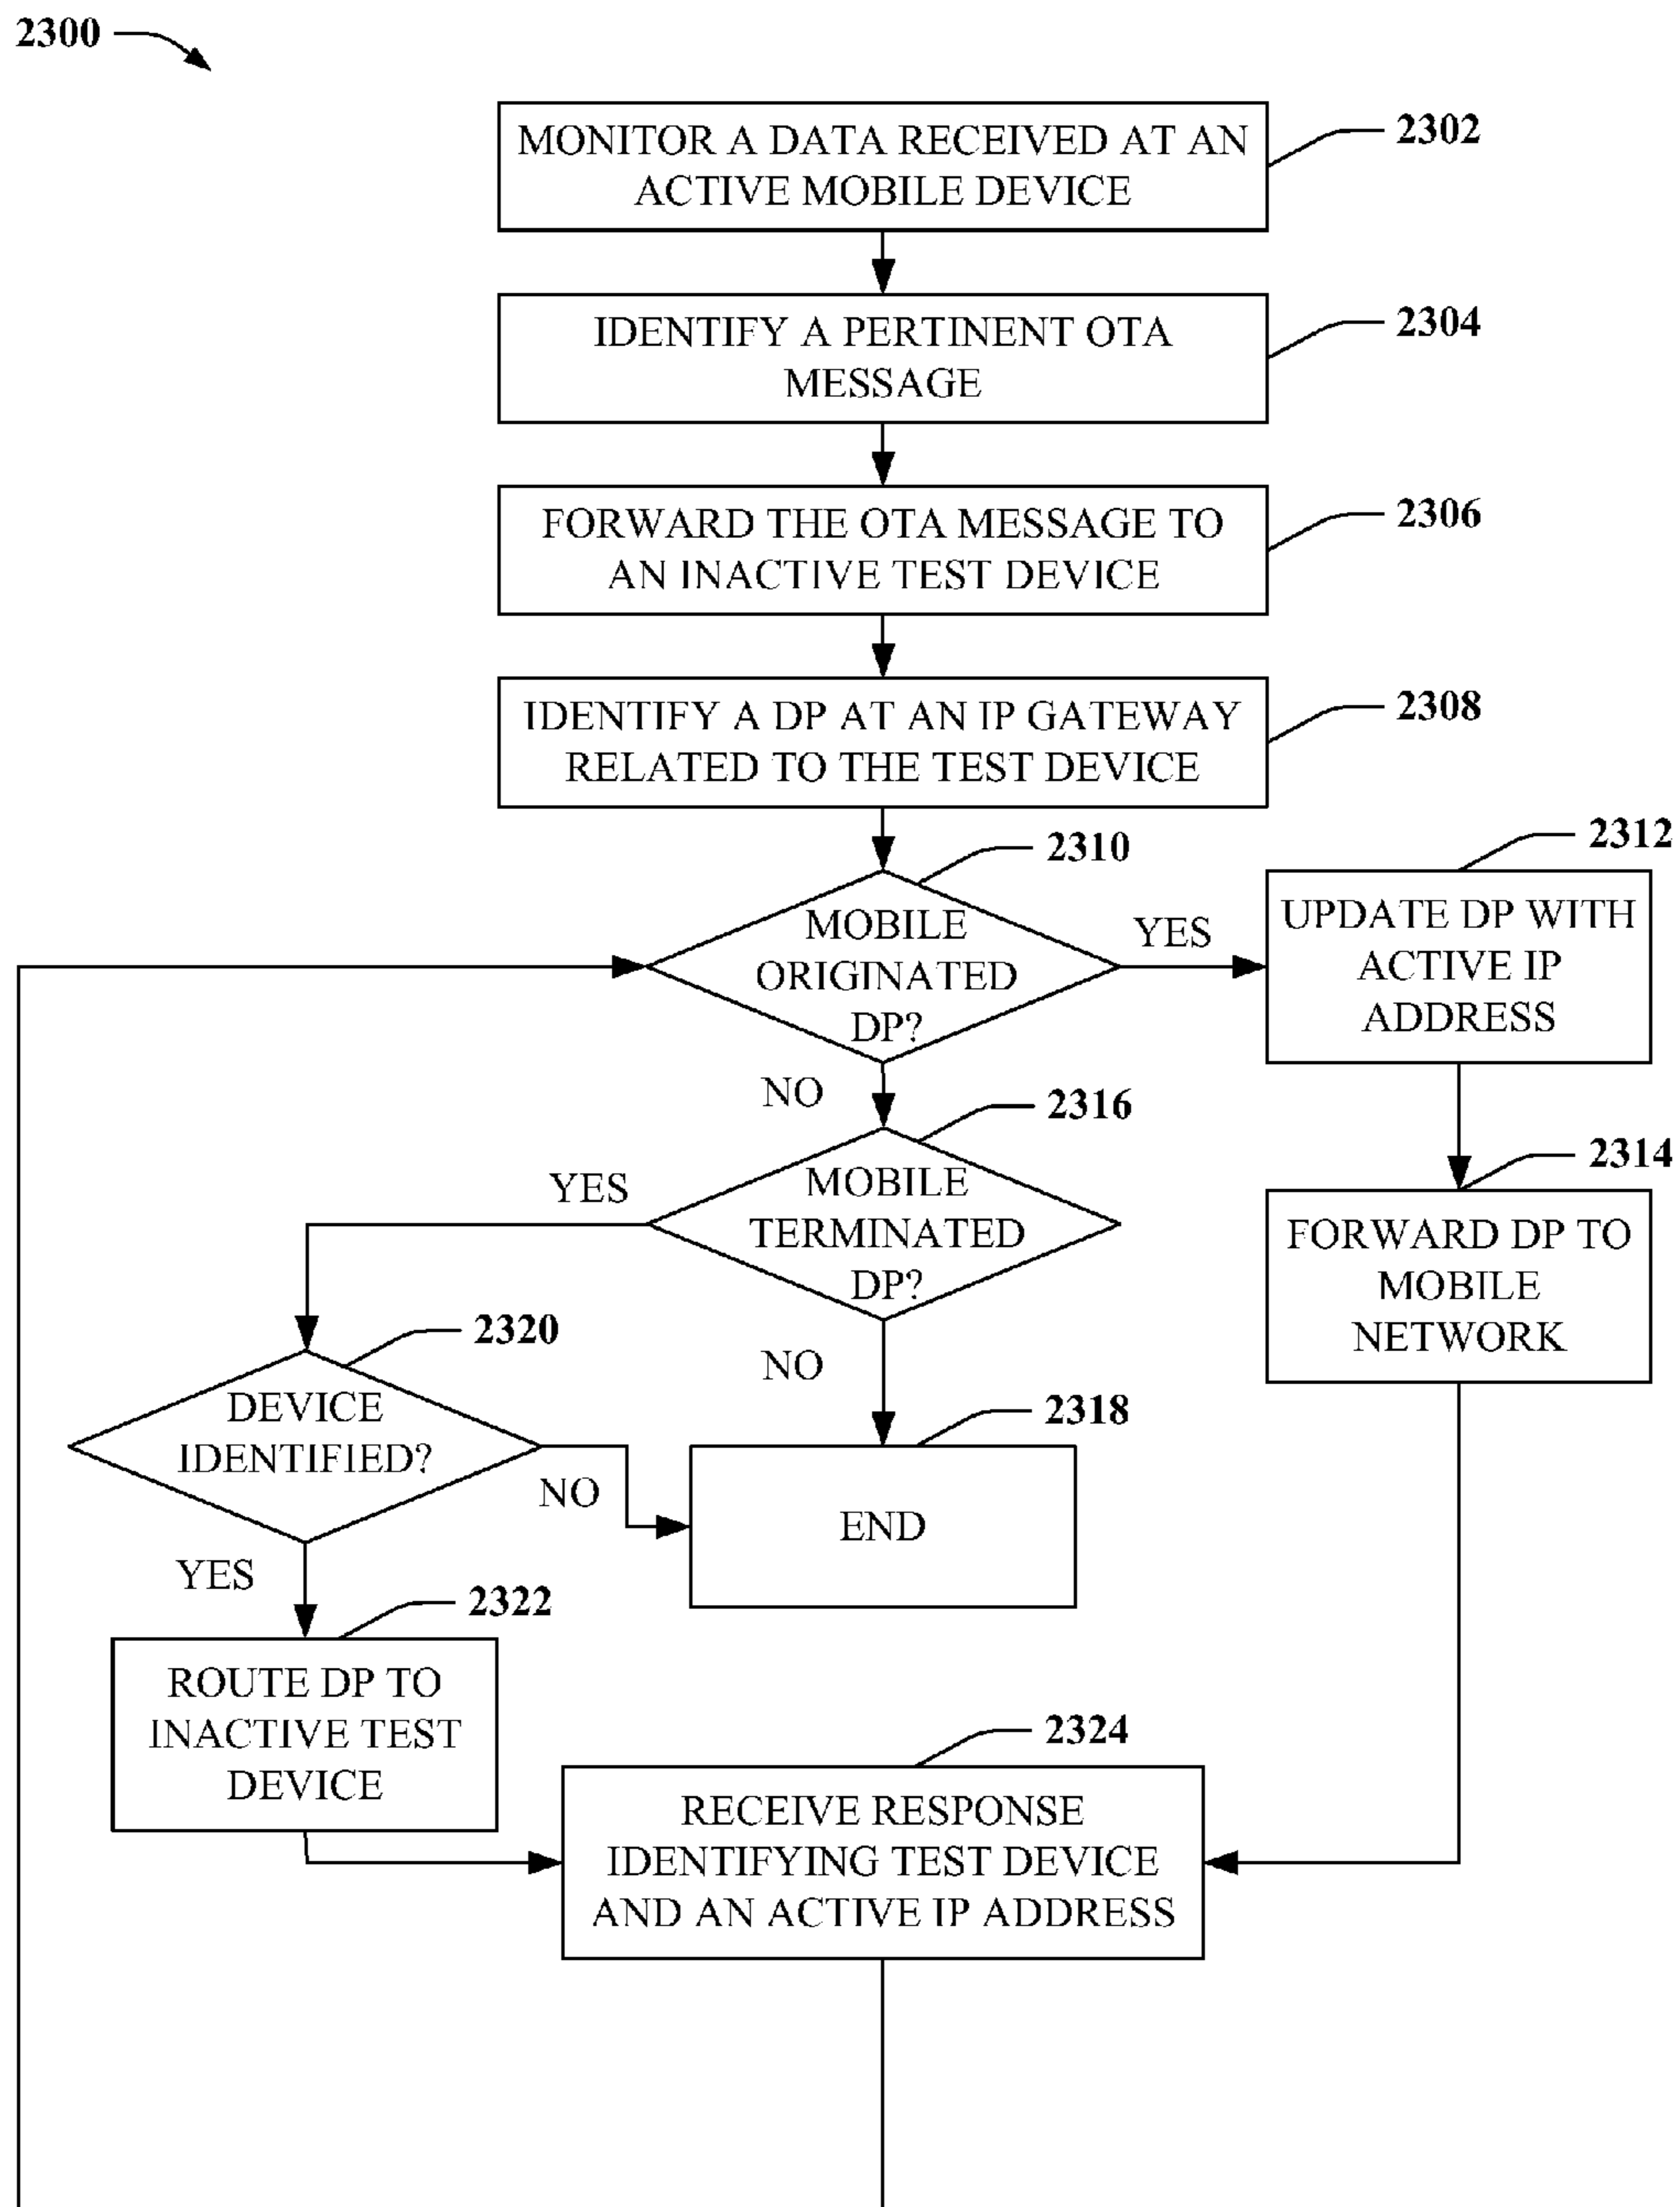 2300
MONITOR A DATA RECEIVED AT AN
ACTIVE MOBILE DEVICE
2302
IDENTIFY A PERTINENT OTA
MESSAGE
2304
FORWARD THE OTA MESSAGE TO
AN INACTIVE TEST DEVICE
2306
IDENTIFY A DP AT AN IP GATEWAY
RELATED TO THE TEST DEVICE
2308
2310
MOBILE
ORIGINATED
DP?
YES
2312
UPDATE DP WITH
ACTIVE IP
ADDRESS
NO
2316
MOBILE
TERMINATED
DP?
YES
2314
FORWARD DP TO
MOBILE
NETWORK
2320
DEVICE
IDENTIFIED?
NO
NO
2318
END
YES
2322
ROUTE DP TO
INACTIVE TEST
DEVICE
2324
RECEIVE RESPONSE
IDENTIFYING TEST DEVICE
AND AN ACTIVE IP ADDRESS